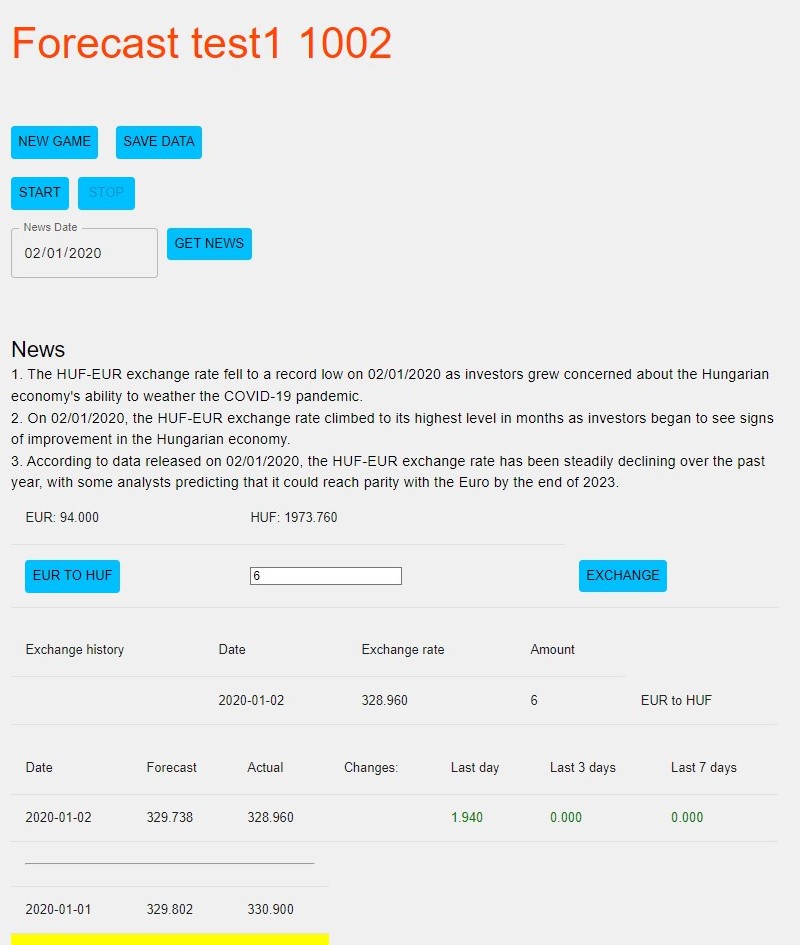 Forecast test1 1002
NEW GAME SAVE DATA
START STOP
News Date
02/01/2020 GET NEWS
News
1. The HUF-EUR exchange rate fell to a record low on 02/01/2020 as investors grew concerned about the Hungarian
economy's ability to weather the COVID-19 pandemic.
2. On 02/01/2020, the HUF-EUR exchange rate climbed to its highest level in months as investors began to see signs
of improvement in the Hungarian economy.
3. According to data released on 02/01/2020, the HUF-EUR exchange rate has been steadily declining over the past
year, with some analysts predicting that it could reach parity with the Euro by the end of 2023.
EUR: 94.000 HUF: 1973.760
EUR TO HUF 6 EXCHANGE
Exchange history Date Exchange rate Amount
2020-01-02 328.960 6 EUR to HUF
Date Forecast Actual Changes: Last day Last 3 days Last 7 days
2020-01-02 329.738 328.960 1.940 0.000 0.000
2020-01-01 329.802 330.900